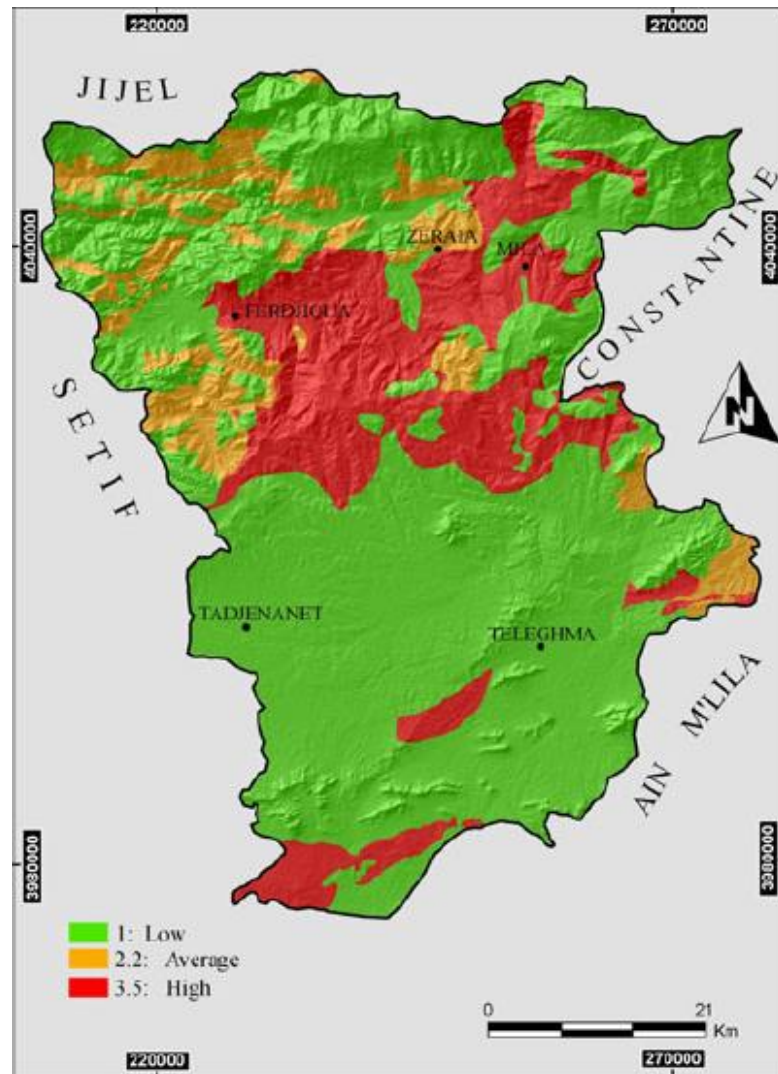 220000
270000
JIJEL
4040000
4040000
ZERAIA
MILA
CONSTANTINE
FERDJIOUA
SETIF
N
TADJENANET
TELEGHMA
AIN M'LILA
3980000
3980000
1: Low
2.2: Average
3.5: High
0
21
Km
220000
270000